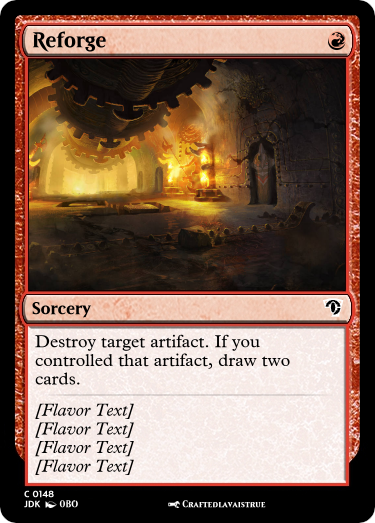 Reforge
Sorcery
Destroy target artifact. If you
controlled that artifact, draw two
cards.
[Flavor Text]
[Flavor Text]
[Flavor Text]
[Flavor Text]
C 0148
JDK OBO
Craftedlavaistrue